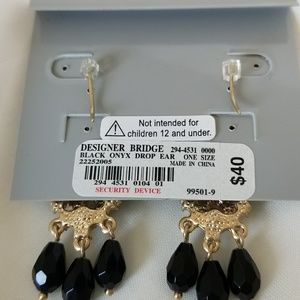 Not intended for
children 12 and under.
DESIGNER BRIDGE 294-4531 0000
BLACK ONYX DROP EAR ONE SIZE
22252005 MADE IN CHINA
294 4531 0104 01
SECURITY DEVICE 99501-9
$40